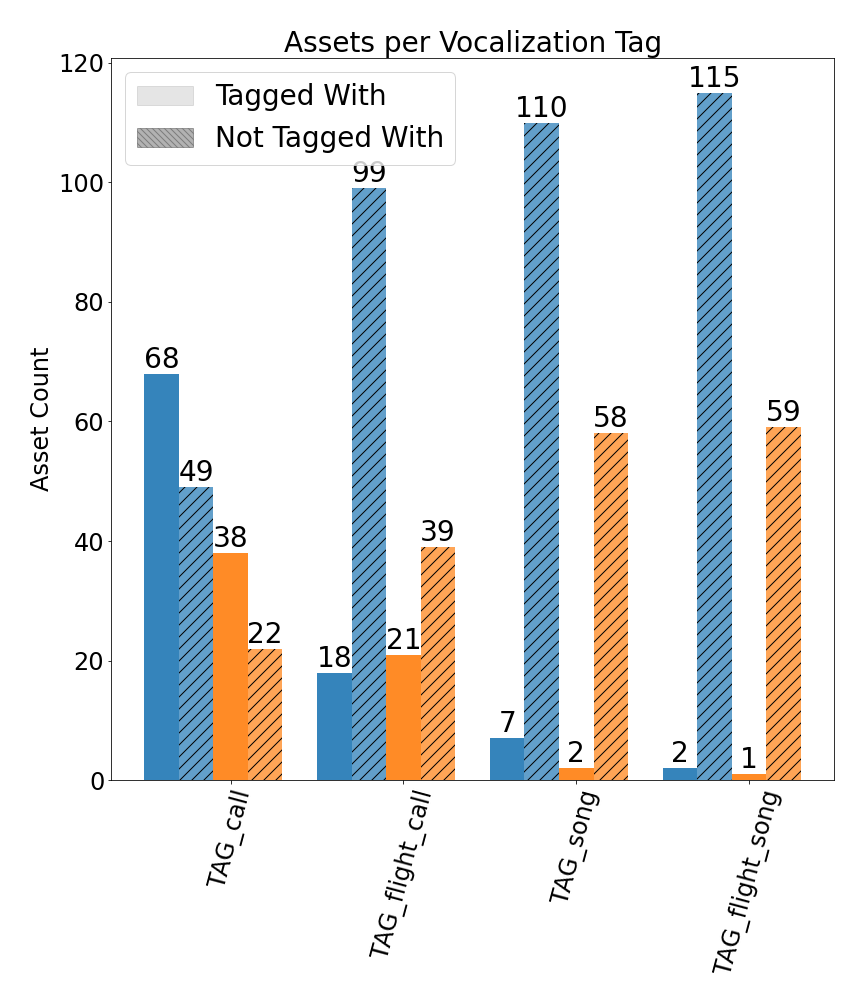 Assets per Vocalization Tag
Tagged With
Not Tagged With
Asset Count
120
100
80
60
40
20
0
68
49
38
22
18
99
21
39
7
110
2
58
2
115
1
59
TAG_call
TAG_flight_call
TAG_song
TAG_flight_song